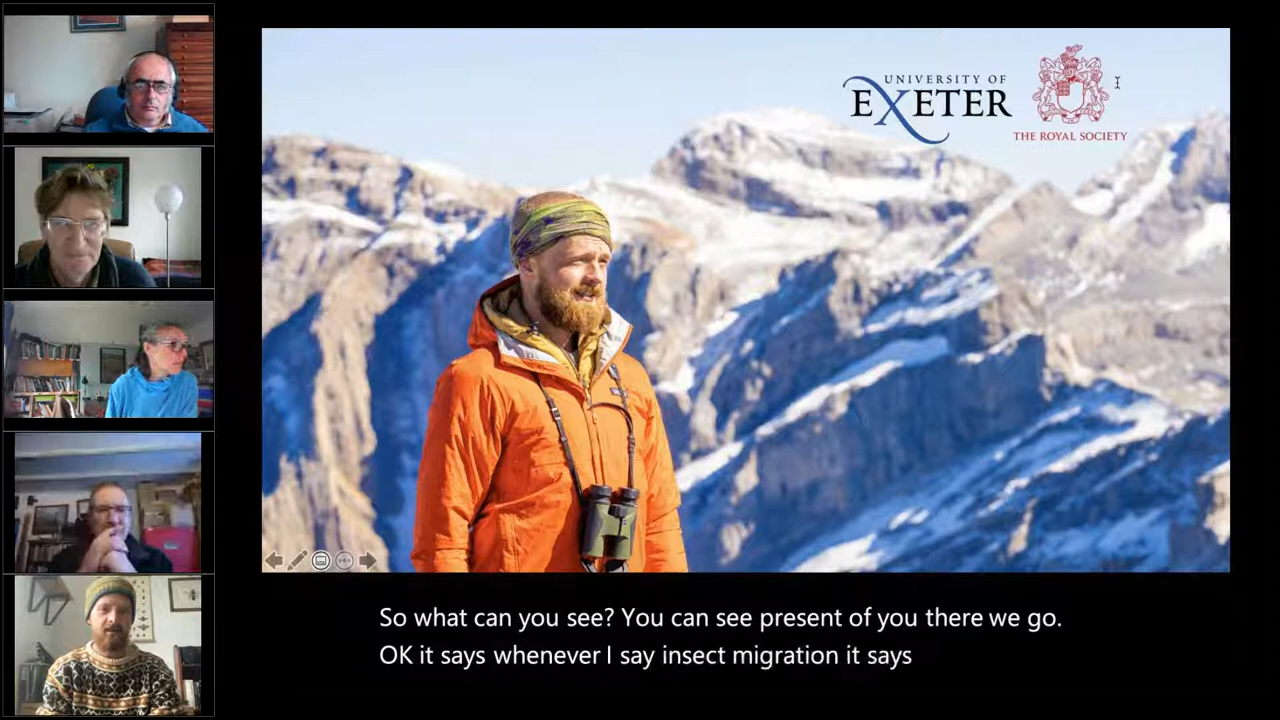 UNIVERSITY OF
EXETER
THE ROYAL SOCIETY
So what can you see? You can see present of you there we go.
OK it says whenever I say insect migration it says